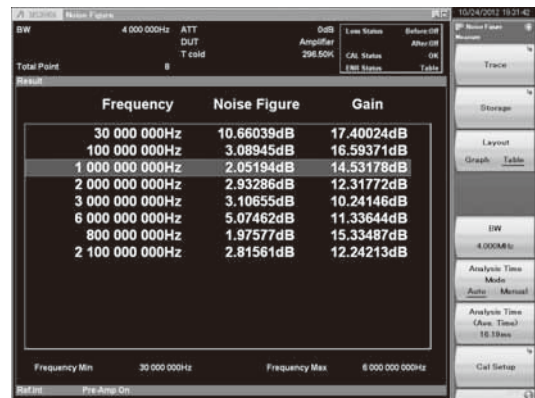 MS2830A Noise Figure
10/24/2012 19:31:42
BW 4 000 000Hz ATT 0dB Loss Status Before:Off
DUT Amplifier After:Off
T cold 296.50K CAL Status OK
Total Point 8 ENR Status Table
Result
Frequency Noise Figure Gain
30 000 000Hz 10.66039dB 17.40024dB
100 000 000Hz 3.08945dB 16.59371dB
1 000 000 000Hz 2.05194dB 14.53178dB
2 000 000 000Hz 2.93286dB 12.31772dB
3 000 000 000Hz 3.10655dB 10.24146dB
6 000 000 000Hz 5.07462dB 11.33644dB
800 000 000Hz 1.97577dB 15.33487dB
2 100 000 000Hz 2.81561dB 12.24213dB
Frequency Min 30 000 000Hz Frequency Max 6 000 000 000Hz
Ref.Int Pre-Amp On
Noise Figure
Measure
Trace
Storage
Layout
Graph Table
BW
4.000MHz
Analysis Time
Mode
Auto Manual
Analysis Time
(Ave. Time)
16.18ms
Cal Setup